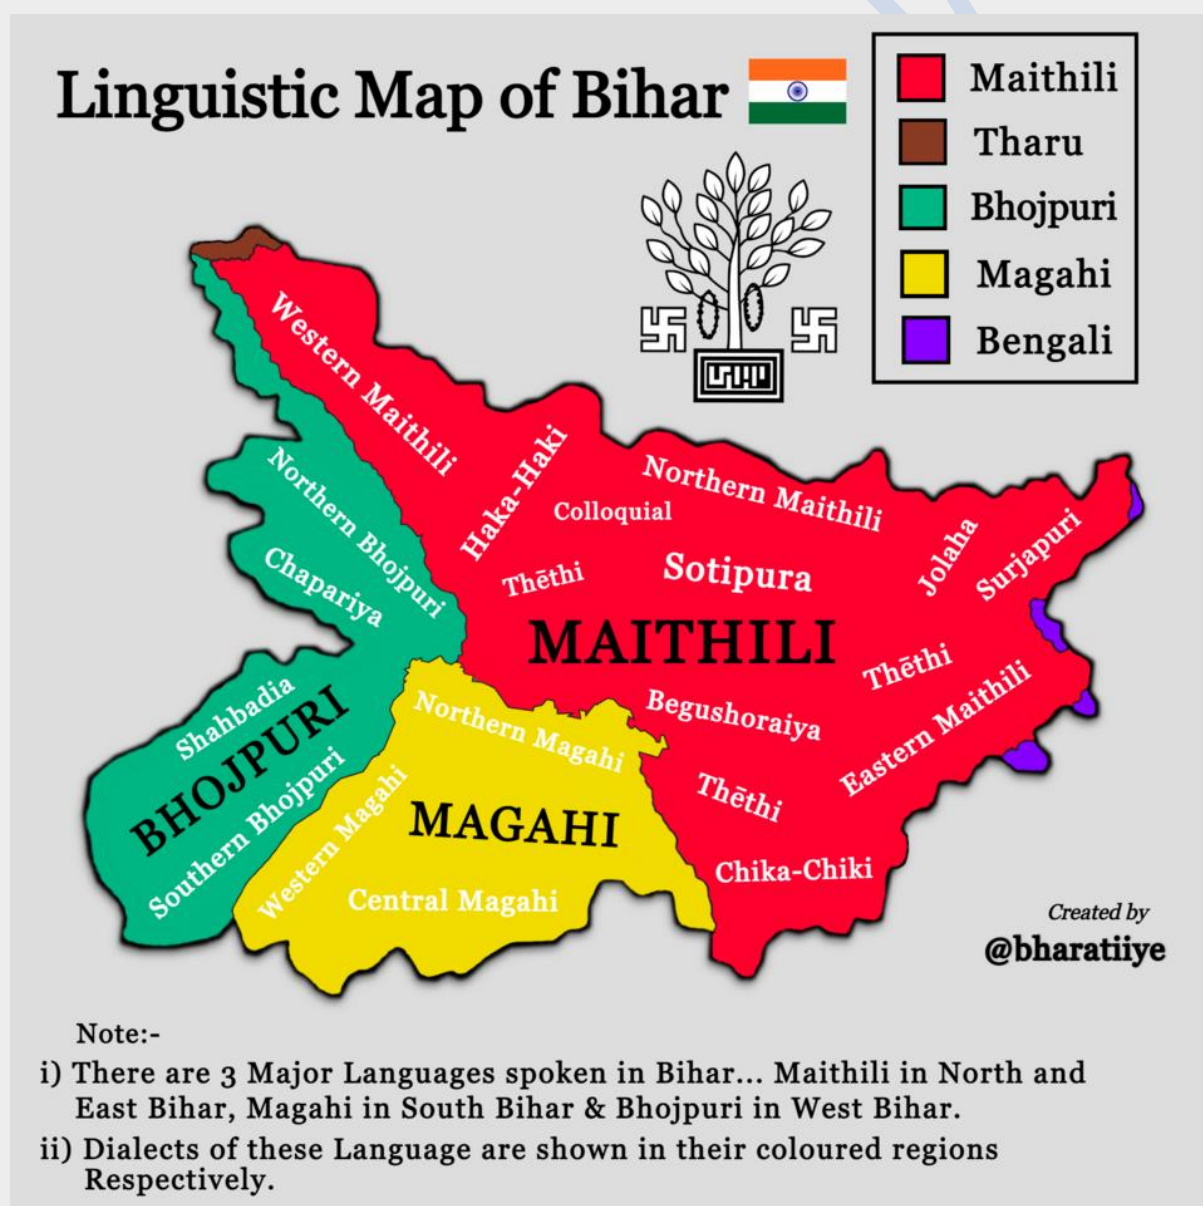 Linguistic Map of Bihar
Maithili
Tharu
Bhojpuri
Magahi
Bengali
Western Maithili
Haka-Haki
Northern Maithili
Colloquial
Northern Bhojpuri
Jolaha
Surjapuri
Chapariya
Thēthi
Sotipura
MAITHILI
Thēthi
Eastern Maithili
Shahbadia
BHOJPURI
Northern Magahi
Begushoraiya
Southern Bhojpuri
Western Magahi
MAGAHI
Thēthi
Central Magahi
Chika-Chiki
Created by
@bharatiiye
Note:-
i) There are 3 Major Languages spoken in Bihar... Maithili in North and
East Bihar, Magahi in South Bihar & Bhojpuri in West Bihar.
ii) Dialects of these Language are shown in their coloured regions
Respectively.